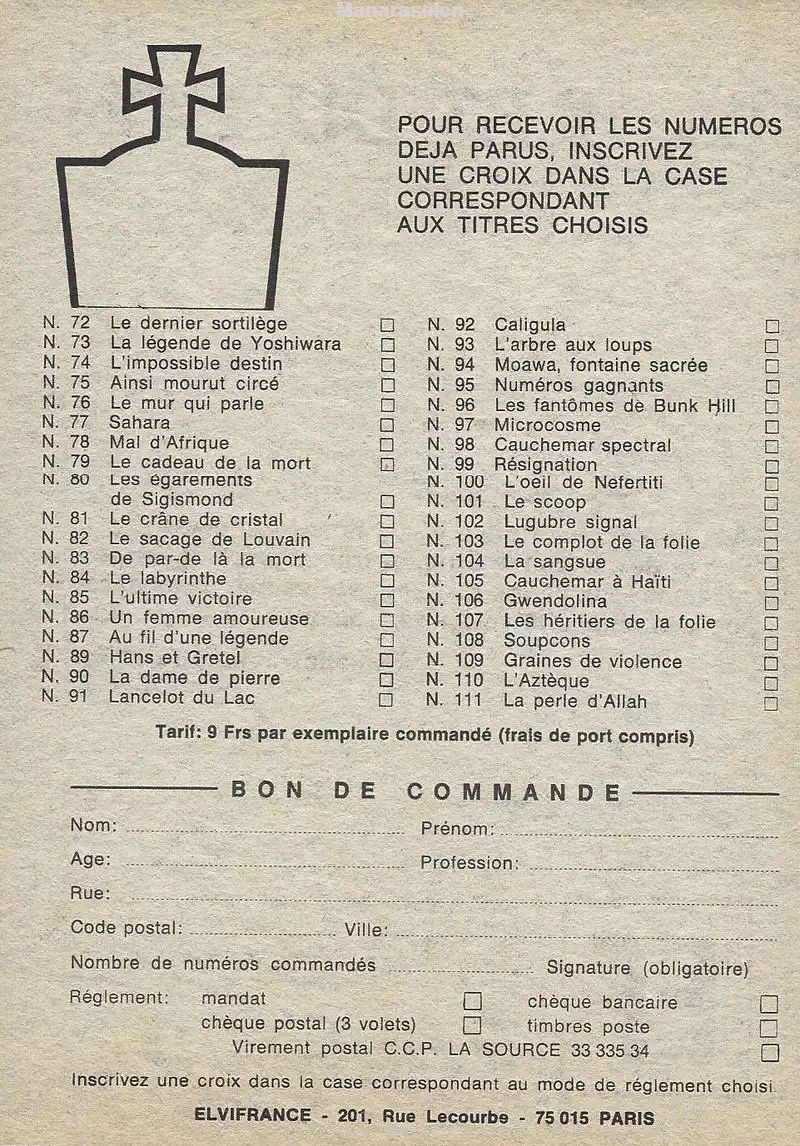 Manarasulen
POUR RECEVOIR LES NUMEROS
DEJA PARUS, INSCRIVEZ
UNE CROIX DANS LA CASE
CORRESPONDANT
AUX TITRES CHOISIS
N. 72 Le dernier sortilège
N. 73 La légende de Yoshiwara
N. 74 L'impossible destin
N. 75 Ainsi mourut circé
N. 76 Le mur qui parle
N. 77 Sahara
N. 78 Mal d'Afrique
N. 79 Le cadeau de la mort
N. 80 Les égarements
de Sigismond
N. 81 Le crâne de cristal
N. 82 Le sacage de Louvain
N. 83 De par-de là la mort
N. 84 Le labyrinthe
N. 85 L'ultime victoire
N. 86 Un femme amoureuse
N. 87 Au fil d'une légende
N. 89 Hans et Gretel
N. 90 La dame de pierre
N. 91 Lancelot du Lac
N. 92 Caligula
N. 93 L'arbre aux loups
N. 94 Moawa, fontaine sacrée
N. 95 Numéros gagnants
N. 96 Les fantômes de Bunk Hill
N. 97 Microcosme
N. 98 Cauchemar spectral
N. 99 Résignation
N. 100 L'oeil de Nefertiti
N. 101 Le scoop
N. 102 Lugubre signal
N. 103 Le complot de la folie
N. 104 La sangsue
N. 105 Cauchemar à Haïti
N. 106 Gwendolina
N. 107 Les héritiers de la folie
N. 108 Soupcons
N. 109 Graines de violence
N. 110 L'Aztèque
N. 111 La perle d'Allah
Tarif: 9 Frs par exemplaire commandé (frais de port compris)
BON DE COMMANDE
Nom: Prénom:
Age: Profession:
Rue:
Code postal: Ville:
Nombre de numéros commandés Signature (obligatoire)
Réglement: mandat chèque bancaire
chèque postal (3 volets) timbres poste
Virement postal C.C.P. LA SOURCE 33 335 34
Inscrivez une croix dans la case correspondant au mode de réglement choisi.
ELVIFRANCE - 201, Rue Lecourbe - 75 015 PARIS